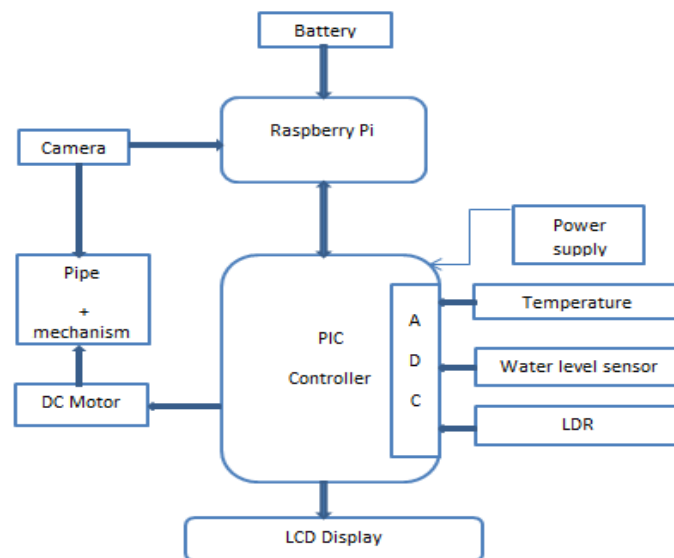 Battery
Raspberry Pi
Camera
Power
supply
Pipe
+
mechanism
Temperature
A
PIC
D
Water level sensor
Controller
C
DC Motor
LDR
LCD Display